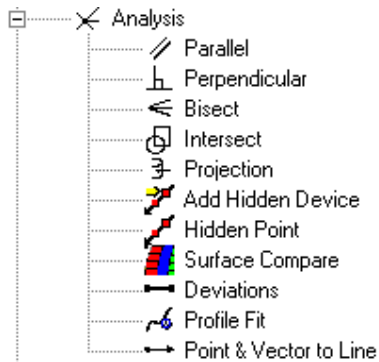 Analysis
Parallel
Perpendicular
Bisect
Intersect
Projection
Add Hidden Device
Hidden Point
Surface Compare
Deviations
Profile Fit
Point & Vector to Line